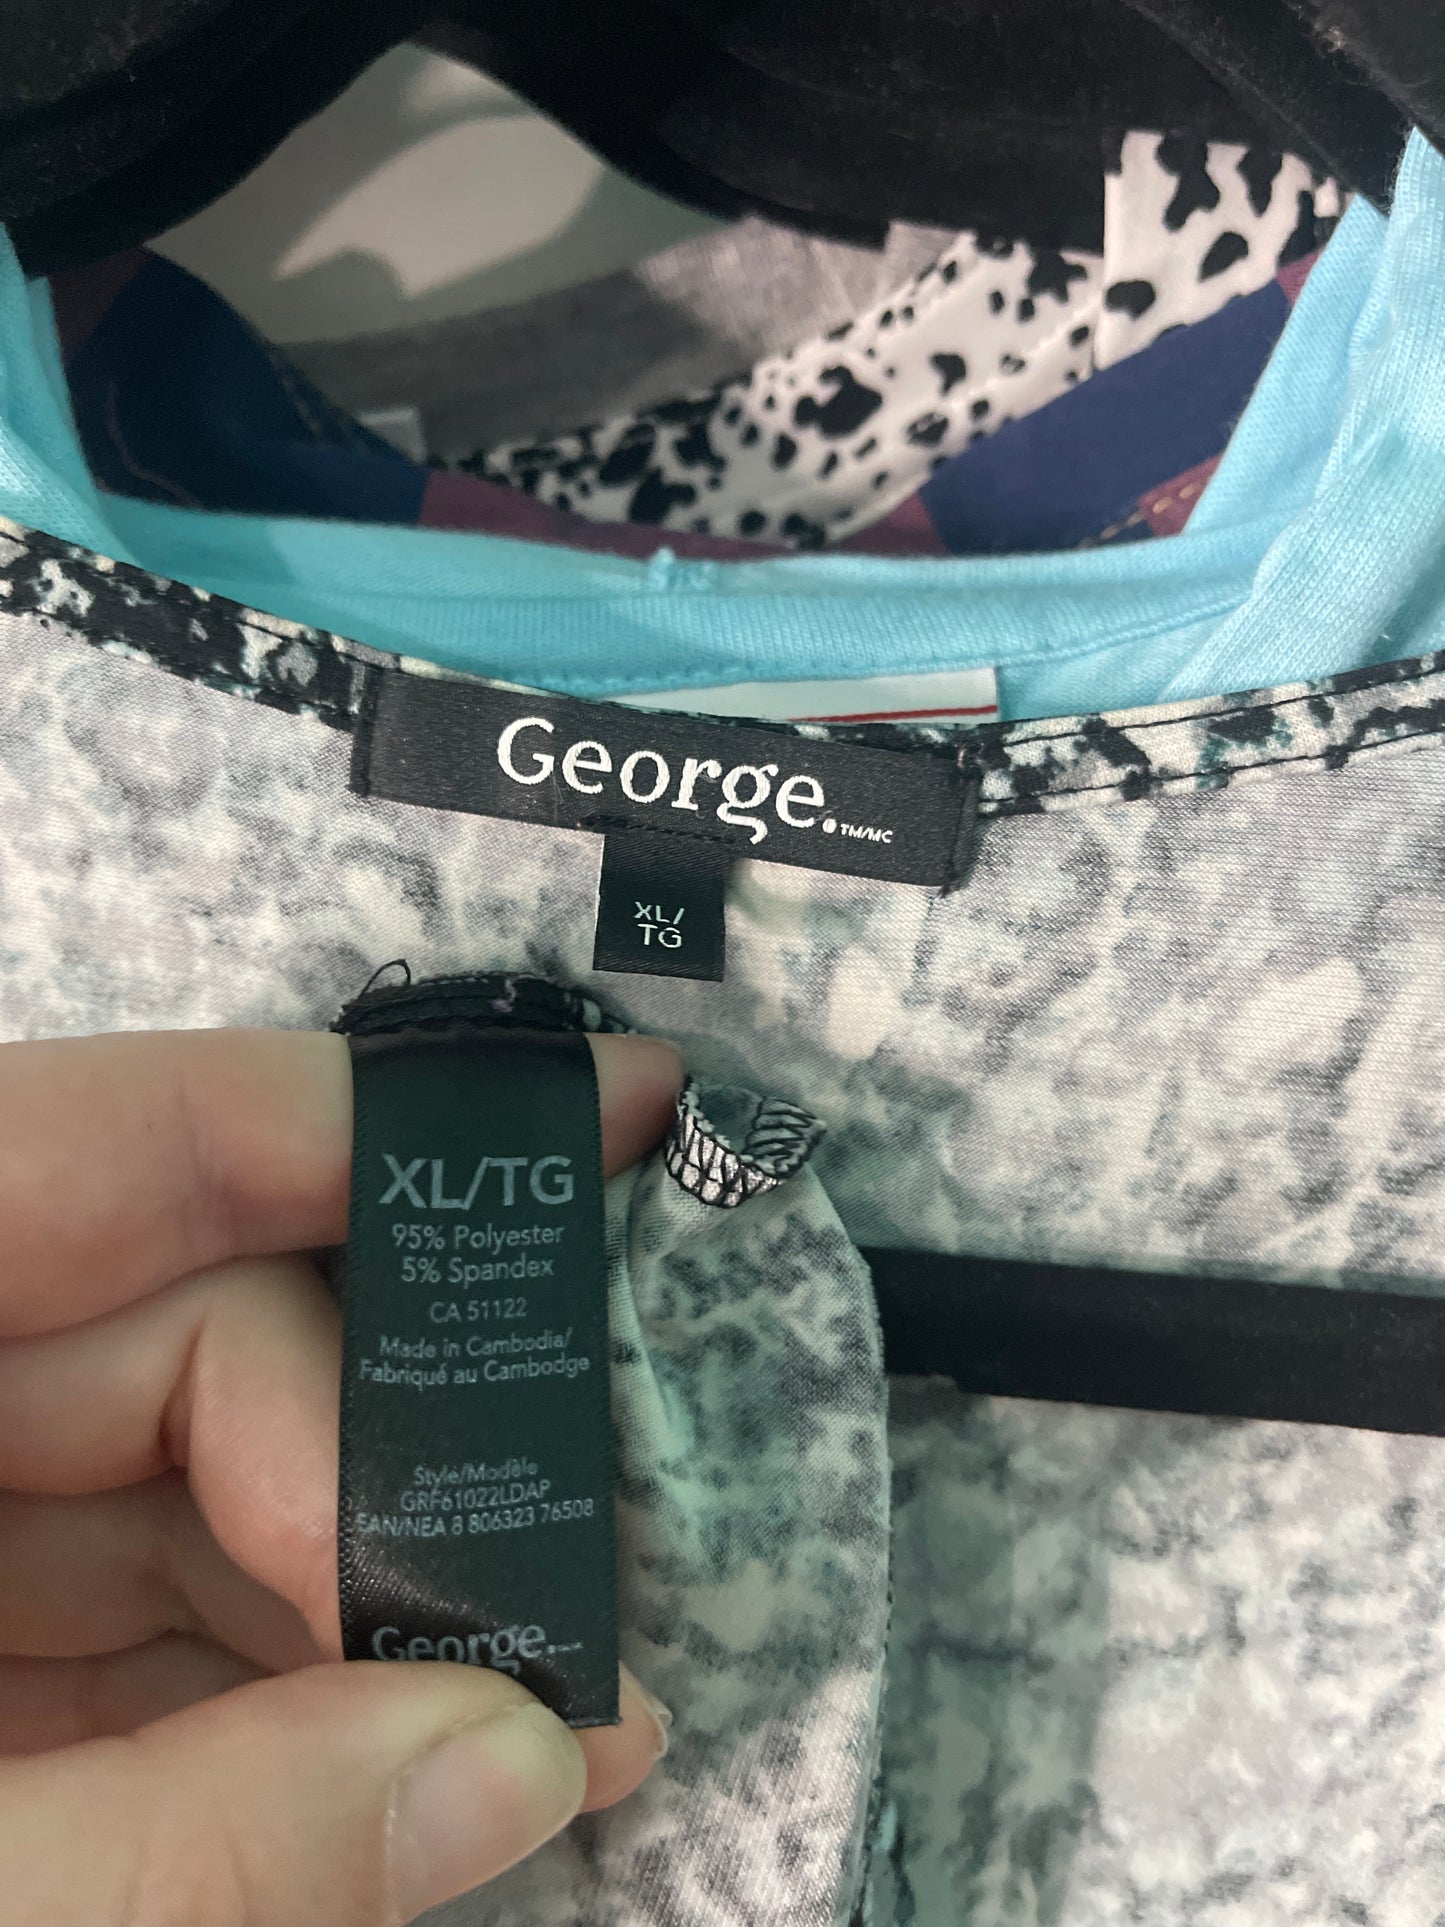 George.®TM/MC
XL/
TG
XL/TG
95% Polyester
5% Spandex
CA 51122
Made in Cambodia/
Fabriqué au Cambodge
Style/Modèle
GRF61022LDAP
EAN/NEA 8 806323 76508
George.